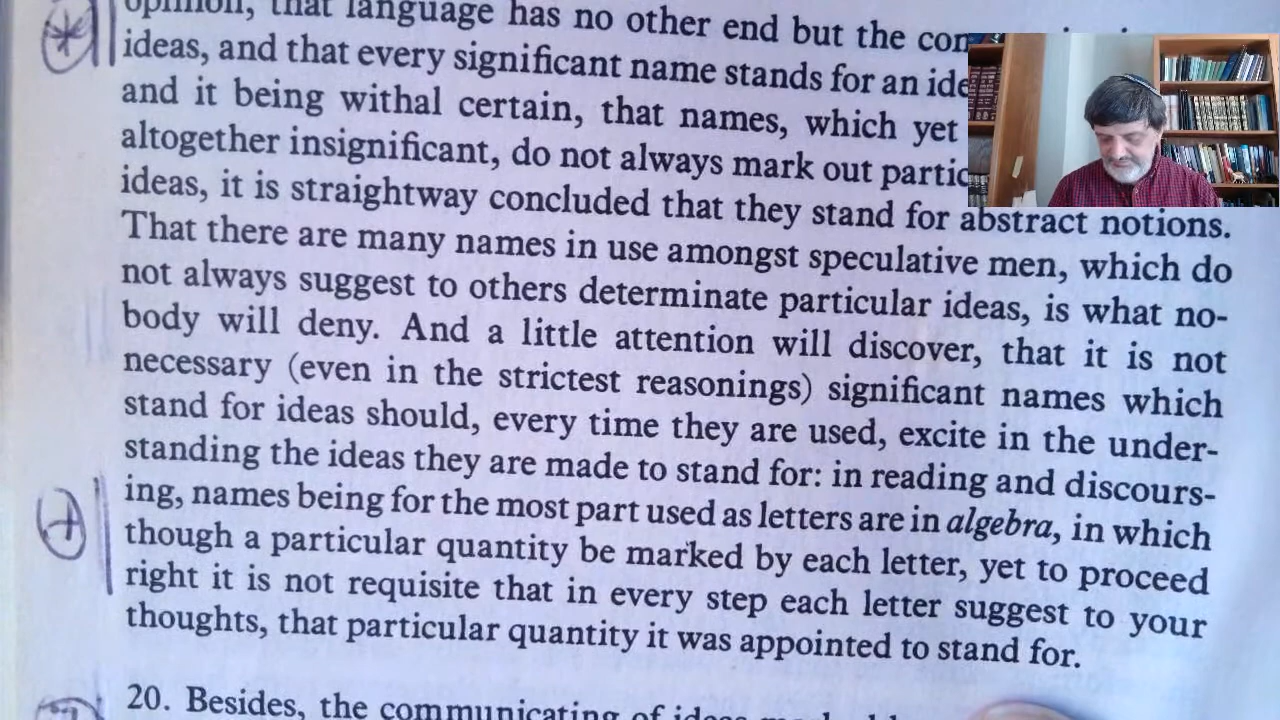 opinion, that language has no other end but the
ideas, and that every significant name stands for an
and it being withal certain, that names, which yet
altogether insignificant, do not always mark out
ideas, it is straightway concluded that they stand for abstract notions.
That there are many names in use amongst speculative men, which do
not always suggest to others determinate particular ideas, is what no-
body will deny. And a little attention will discover, that it is not
necessary (even in the strictest reasonings) significant names which
stand for ideas should, every time they are used, excite in the under-
standing the ideas they are made to stand for: in reading and discours-
ing, names being for the most part used as letters are in algebra, in which
though a particular quantity be marked by each letter, yet to proceed
right it is not requisite that in every step each letter suggest to your
thoughts, that particular quantity it was appointed to stand for.
20. Besides, the communicating of ideas